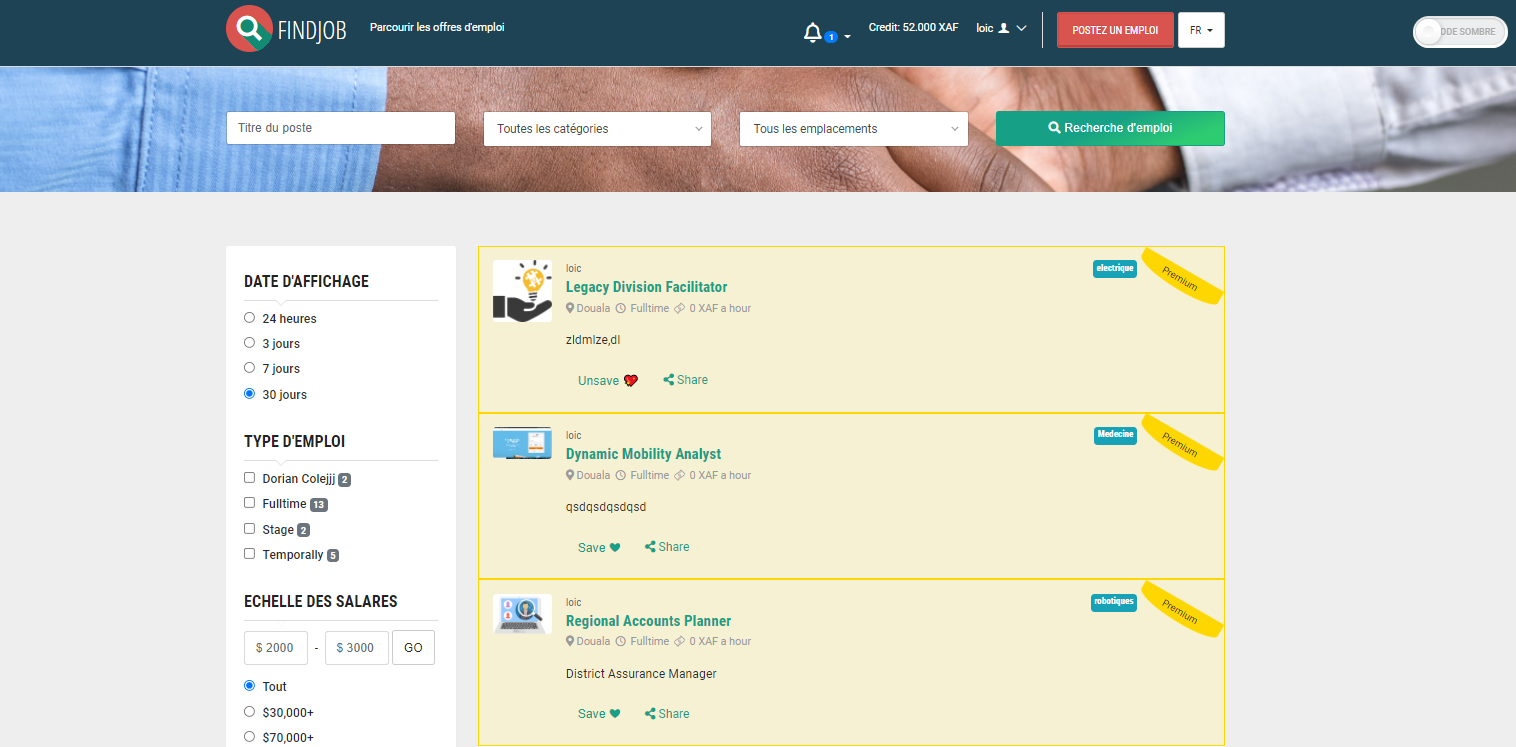 FINDJOB
Parcourir les offres d'emploi
1
Credit: 52.000 XAF
loic
POSTEZ UN EMPLOI
FR
ODE SOMBRE
Titre du poste
Toutes les catégories
Tous les emplacements
Recherche d'emploi
DATE D'AFFICHAGE
24 heures
3 jours
7 jours
30 jours
TYPE D'EMPLOI
Dorian Colejjj 2
Fulltime 13
Stage 2
Temporally 5
ECHELLE DES SALARES
$ 2000 - $ 3000 GO
Tout
$30,000+
$70,000+
loic
electrique
Premium
Legacy Division Facilitator
Douala Fulltime 0 XAF a hour
zldmlze,dl
Unsave Share
loic
Medecine
Premium
Dynamic Mobility Analyst
Douala Fulltime 0 XAF a hour
qsdqsdqsdqsd
Save Share
loic
robotiques
Premium
Regional Accounts Planner
Douala Fulltime 0 XAF a hour
District Assurance Manager
Save Share